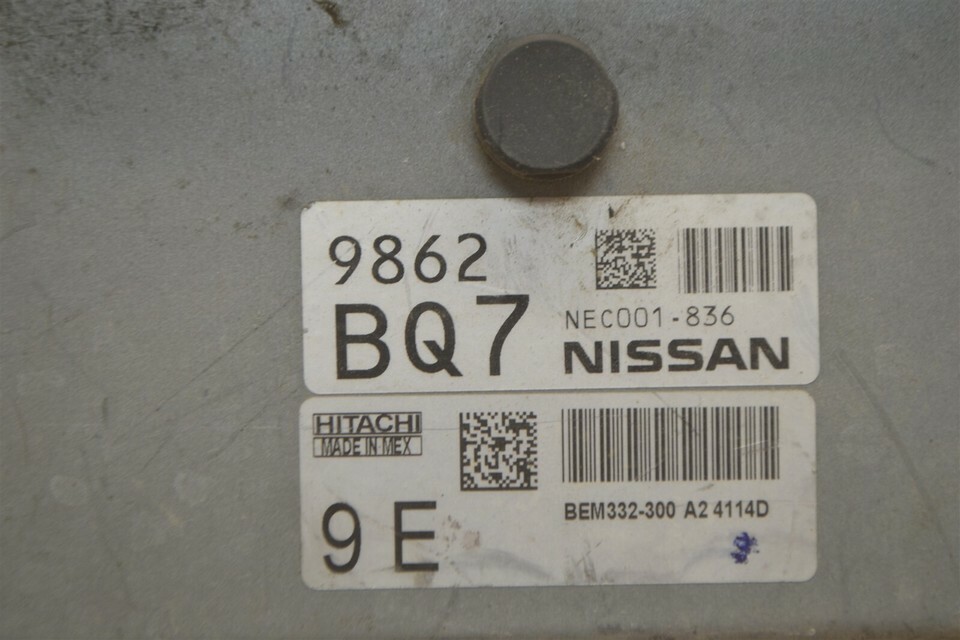 9862
BQ7
NEC001-836
NISSAN
HITACHI
MADE IN MEX
9 E
BEM332-300 A2 4114D